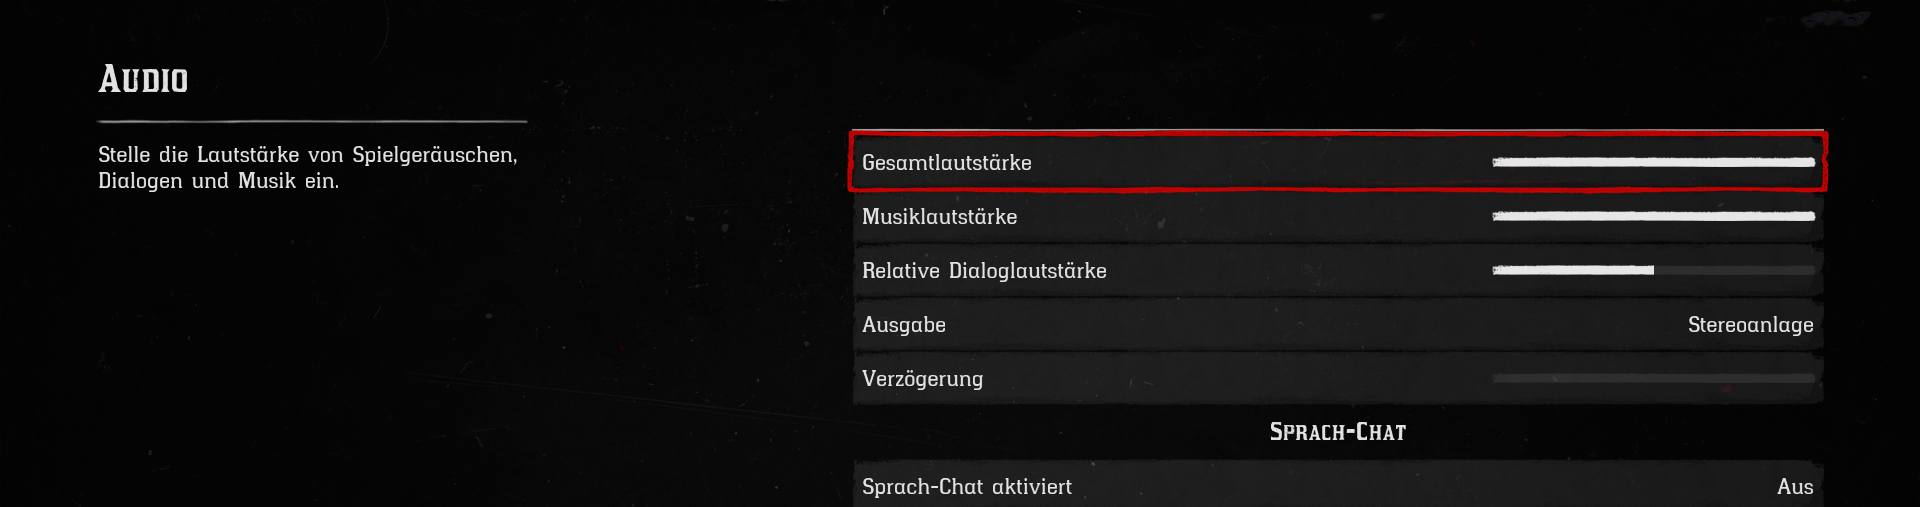 Audio
Stelle die Lautstärke von Spielgeräuschen,
Dialogen und Musik ein.
Gesamtlautstärke
Musiklautstärke
Relative Dialoglautstärke
Ausgabe Stereoanlage
Verzögerung
Sprach-Chat
Sprach-Chat aktiviert Aus